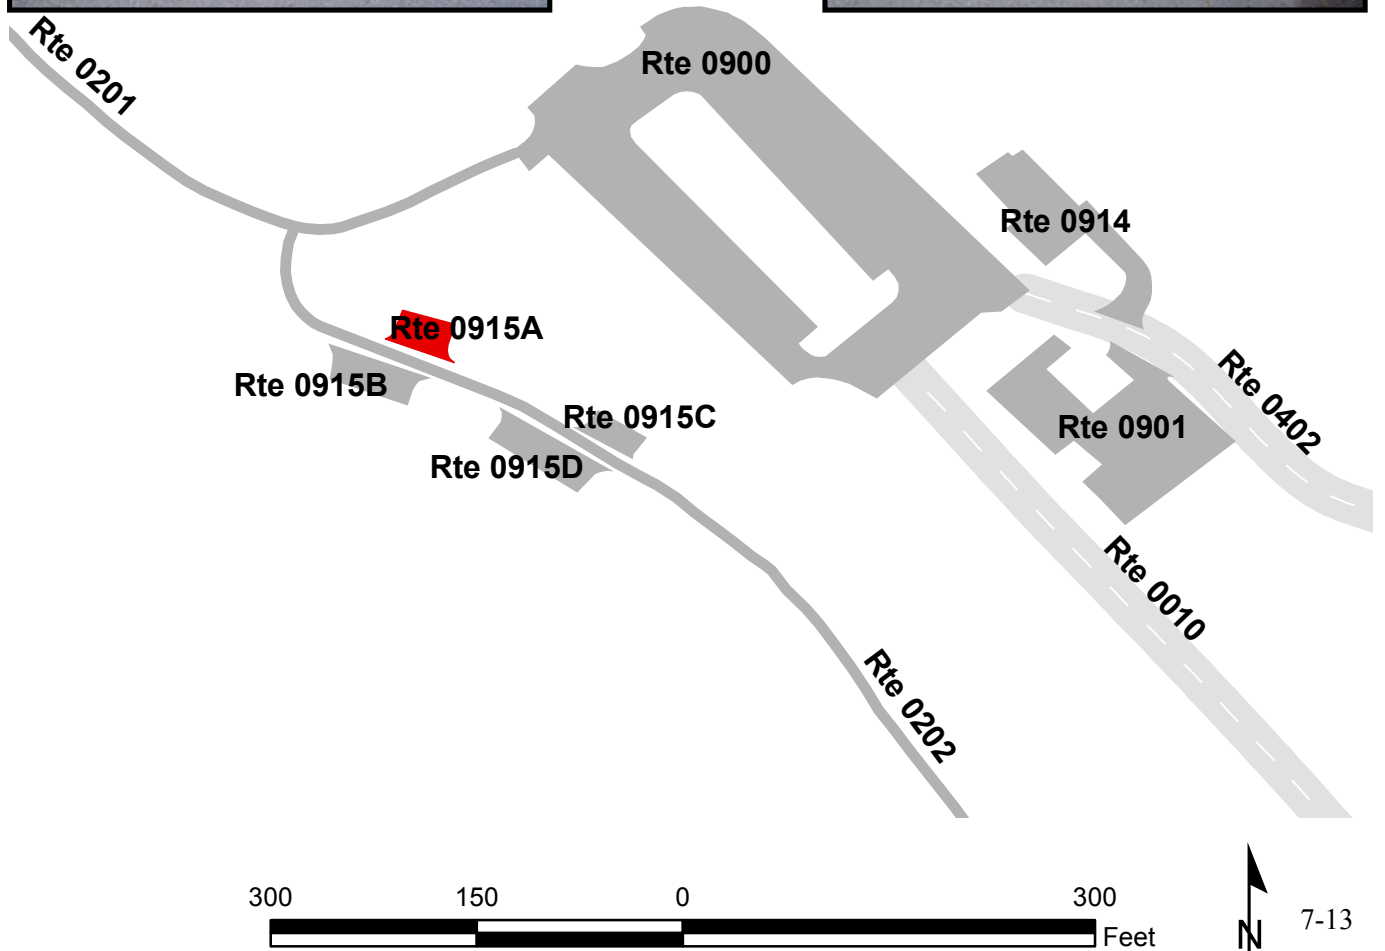 Rte 0201
Rte 0900
Rte 0914
Rte 0915A
Rte 0915B
Rte 0402
Rte 0915C
Rte 0901
Rte 0915D
Rte 0010
Rte 0202
300 150 0 300
Feet
N
7-13